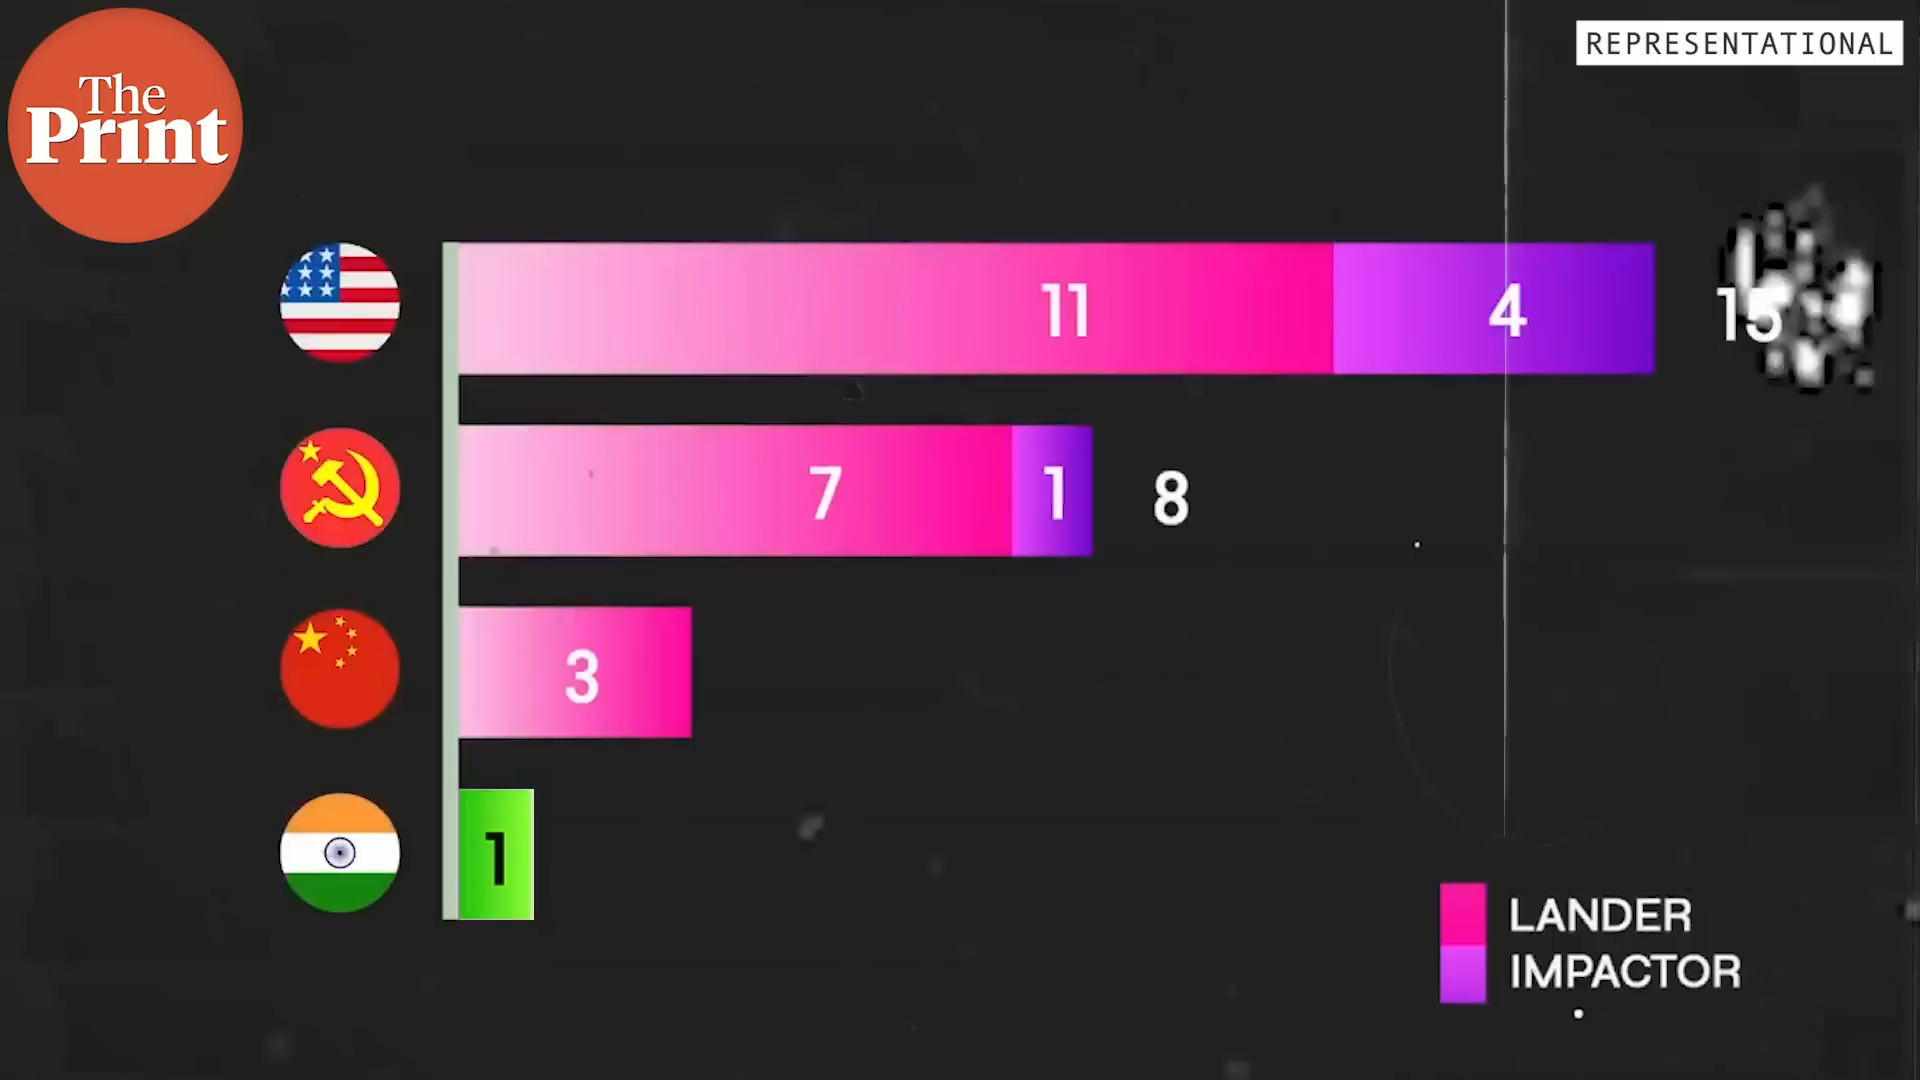 The
Print
REPRESENTATIONAL
11 4 15
7 1 8
3
1
LANDER
IMPACTOR